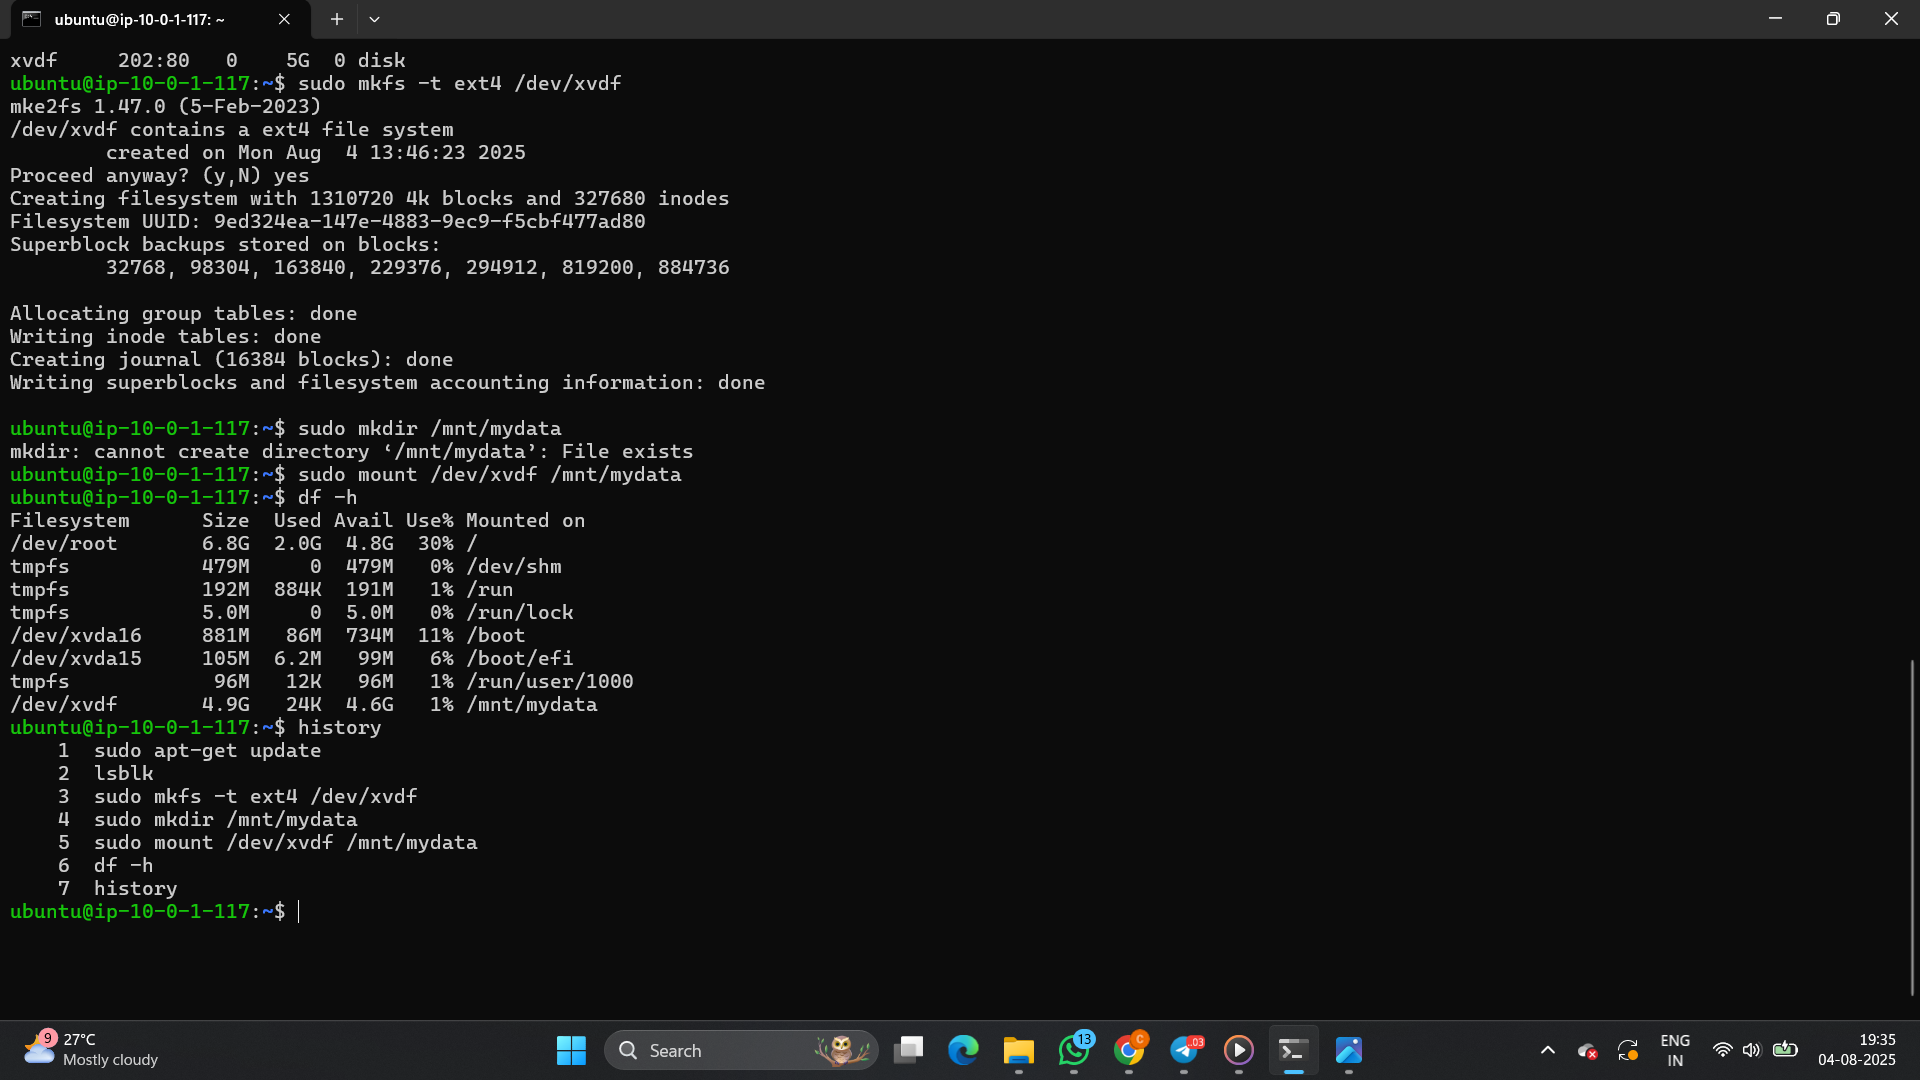 ubuntu@ip-10-0-1-117: ~
xvdf     202:80   0    5G  0 disk
ubuntu@ip-10-0-1-117:~$ sudo mkfs -t ext4 /dev/xvdf
mke2fs 1.47.0 (5-Feb-2023)
/dev/xvdf contains a ext4 file system
        created on Mon Aug  4 13:46:23 2025
Proceed anyway? (y,N) yes
Creating filesystem with 1310720 4k blocks and 327680 inodes
Filesystem UUID: 9ed324ea-147e-4883-9ec9-f5cbf477ad80
Superblock backups stored on blocks:
        32768, 98304, 163840, 229376, 294912, 819200, 884736
Allocating group tables: done
Writing inode tables: done
Creating journal (16384 blocks): done
Writing superblocks and filesystem accounting information: done
ubuntu@ip-10-0-1-117:~$ sudo mkdir /mnt/mydata
mkdir: cannot create directory ‘/mnt/mydata’: File exists
ubuntu@ip-10-0-1-117:~$ sudo mount /dev/xvdf /mnt/mydata
ubuntu@ip-10-0-1-117:~$ df -h
Filesystem      Size  Used Avail Use% Mounted on
/dev/root       6.8G  2.0G  4.8G  30% /
tmpfs           479M     0  479M   0% /dev/shm
tmpfs           192M  884K  191M   1% /run
tmpfs           5.0M     0  5.0M   0% /run/lock
/dev/xvda16     881M   86M  734M  11% /boot
/dev/xvda15     105M  6.2M   99M   6% /boot/efi
tmpfs            96M   12K   96M   1% /run/user/1000
/dev/xvdf       4.9G   24K  4.6G   1% /mnt/mydata
ubuntu@ip-10-0-1-117:~$ history
    1  sudo apt-get update
    2  lsblk
    3  sudo mkfs -t ext4 /dev/xvdf
    4  sudo mkdir /mnt/mydata
    5  sudo mount /dev/xvdf /mnt/mydata
    6  df -h
    7  history
ubuntu@ip-10-0-1-117:~$
9
27°C
Mostly cloudy
Search
13
C
.03
ENG
IN
19:35
04-08-2025